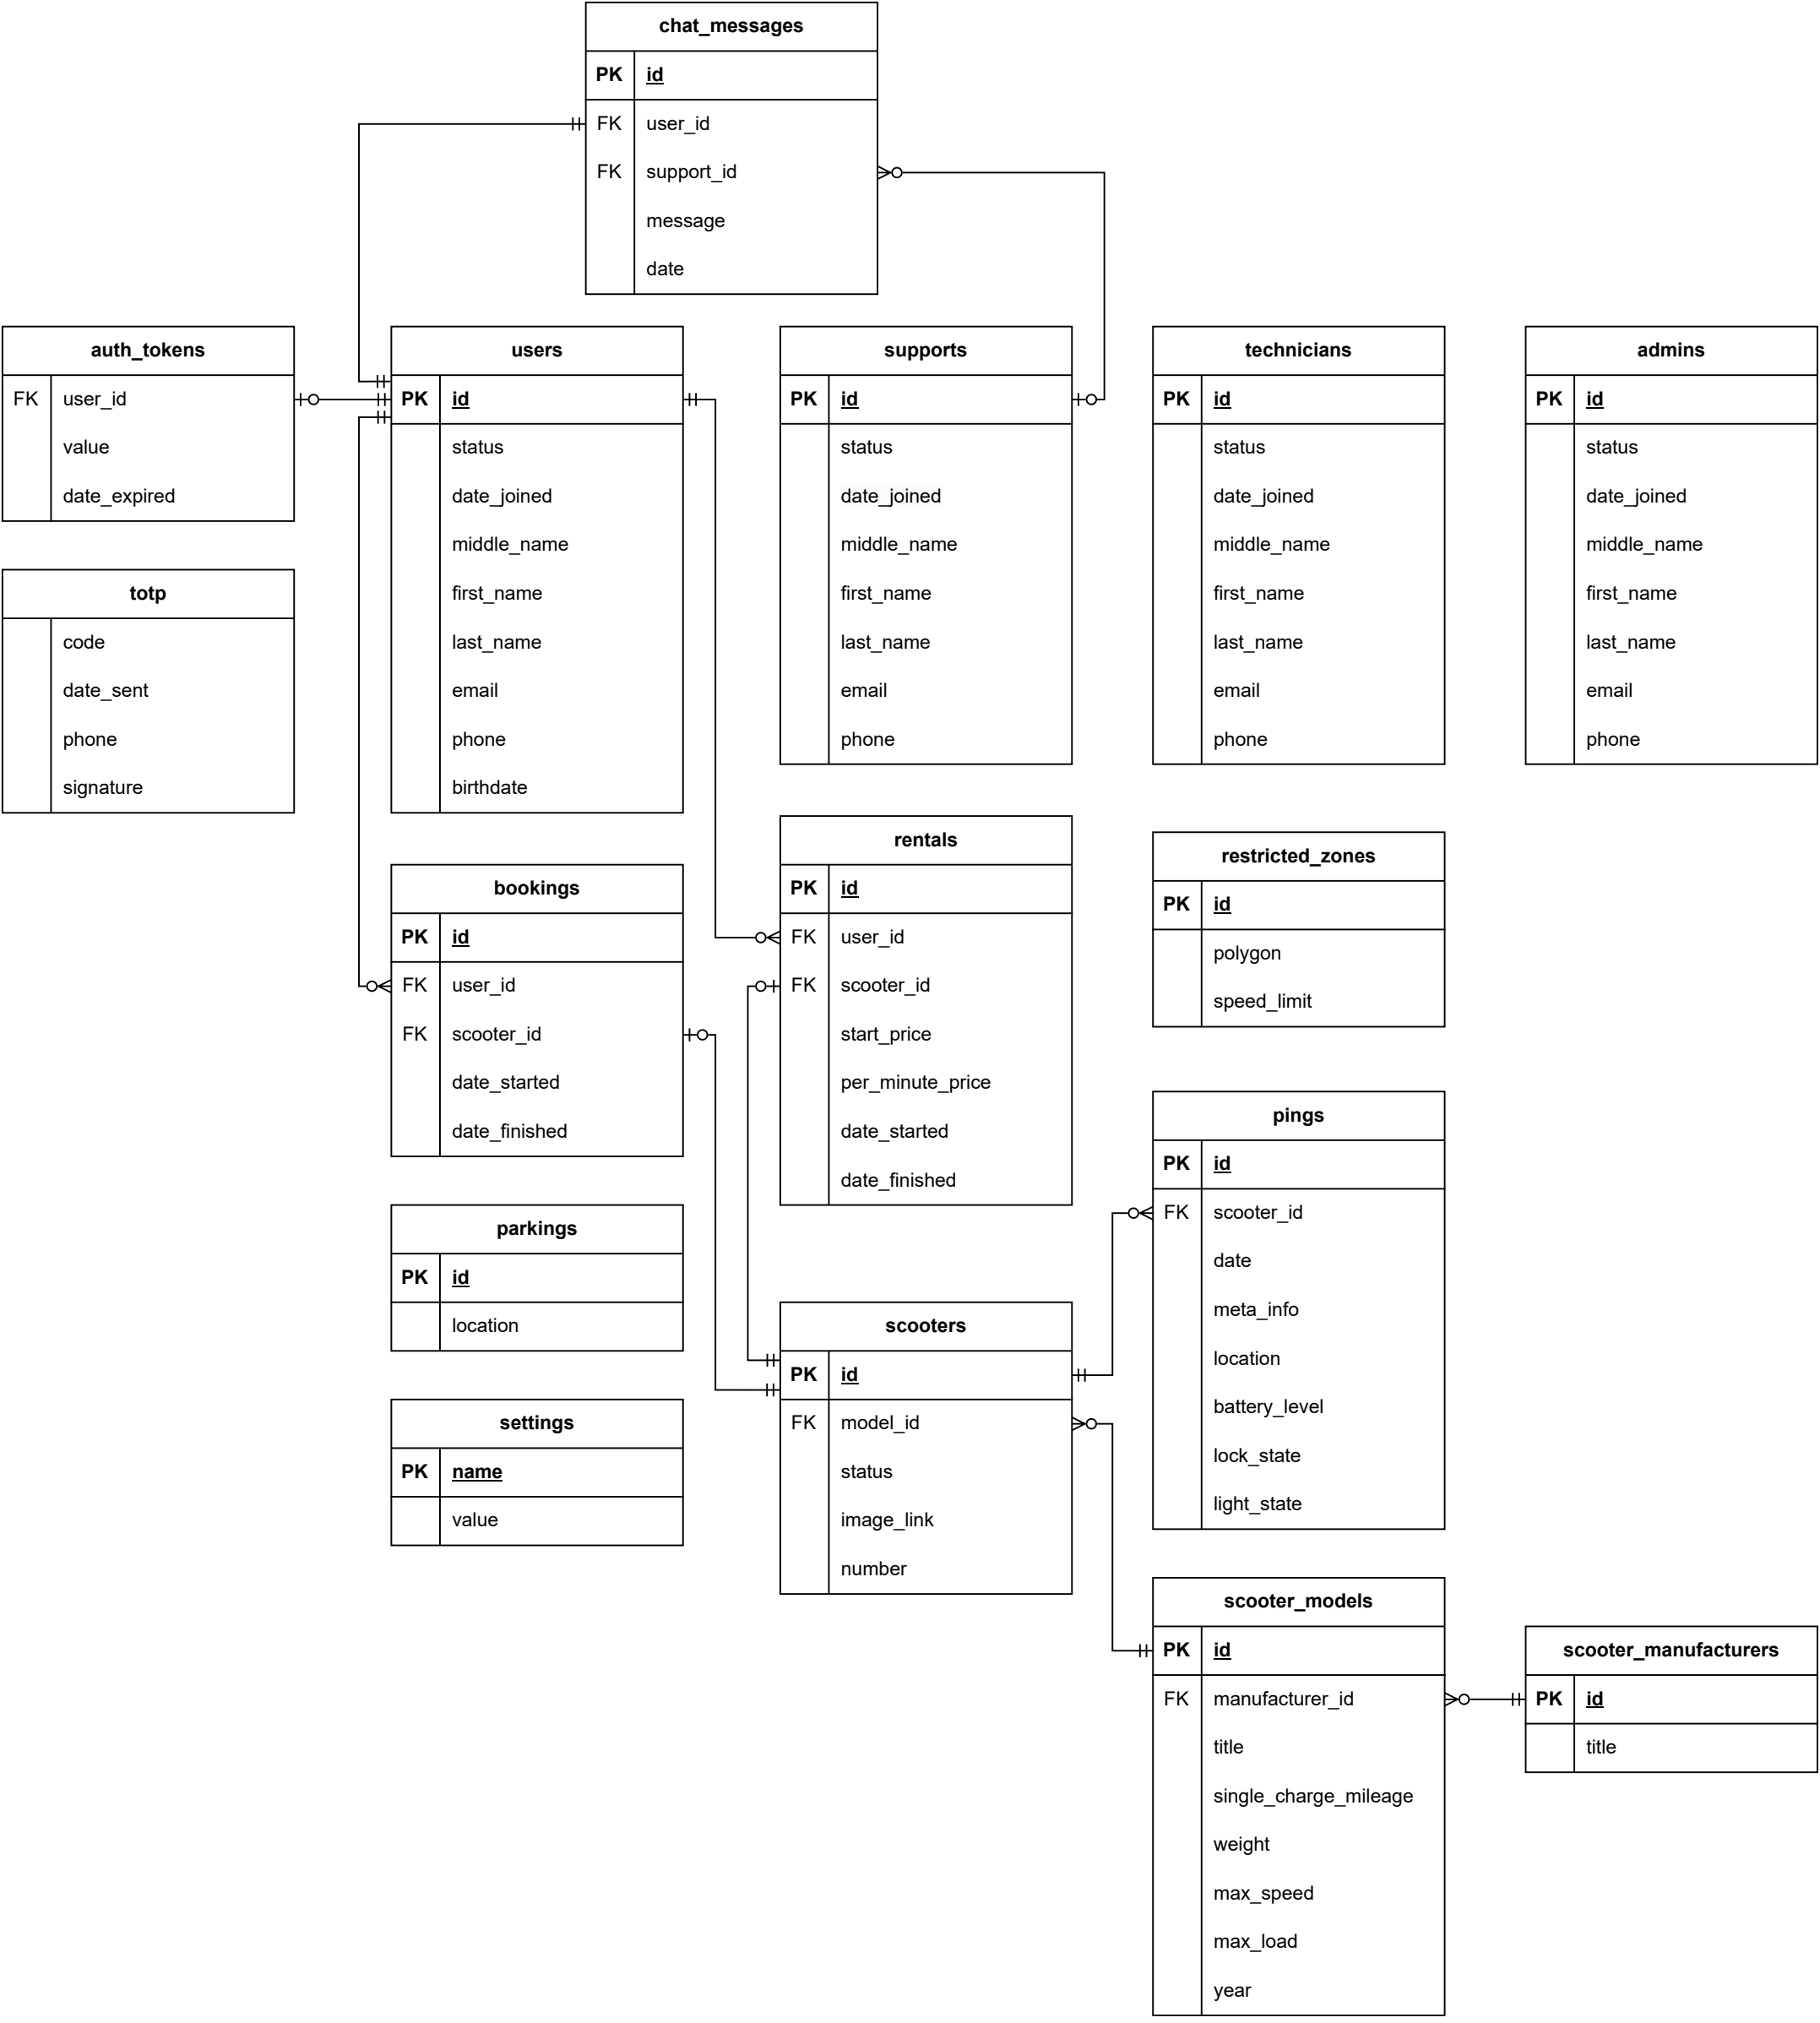 chat_messages
PK id
FK user_id
FK support_id
message
date
auth_tokens
FK user_id
value
date_expired
users
PK id
status
date_joined
middle_name
first_name
last_name
email
phone
birthdate
supports
PK id
status
date_joined
middle_name
first_name
last_name
email
phone
technicians
PK id
status
date_joined
middle_name
first_name
last_name
email
phone
admins
PK id
status
date_joined
middle_name
first_name
last_name
email
phone
totp
code
date_sent
phone
signature
bookings
PK id
FK user_id
FK scooter_id
date_started
date_finished
rentals
PK id
FK user_id
FK scooter_id
start_price
per_minute_price
date_started
date_finished
restricted_zones
PK id
polygon
speed_limit
pings
PK id
FK scooter_id
date
meta_info
location
battery_level
lock_state
light_state
parkings
PK id
location
settings
PK name
value
scooters
PK id
FK model_id
status
image_link
number
scooter_models
PK id
FK manufacturer_id
title
single_charge_mileage
weight
max_speed
max_load
year
scooter_manufacturers
PK id
title